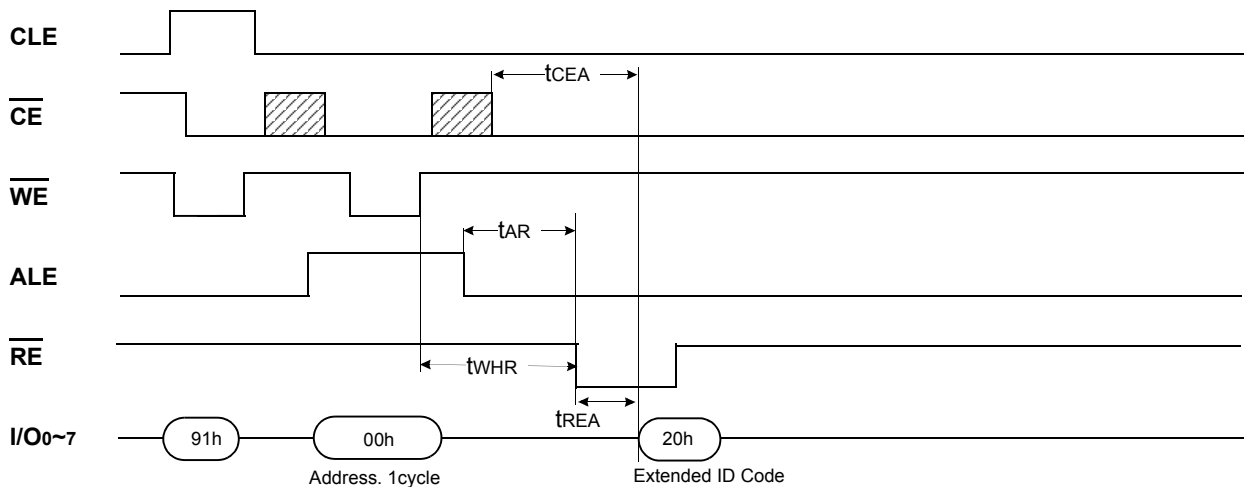 CLE
tCEA
CE
WE
tAR
ALE
RE
tWHR
tREA
I/O0~7
91h
00h
20h
Address. 1cycle
Extended ID Code